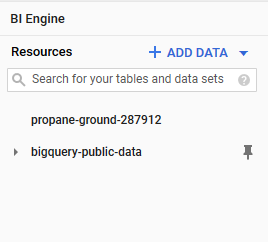 BI Engine
Resources + ADD DATA
Search for your tables and data sets ?
propane-ground-287912
bigquery-public-data